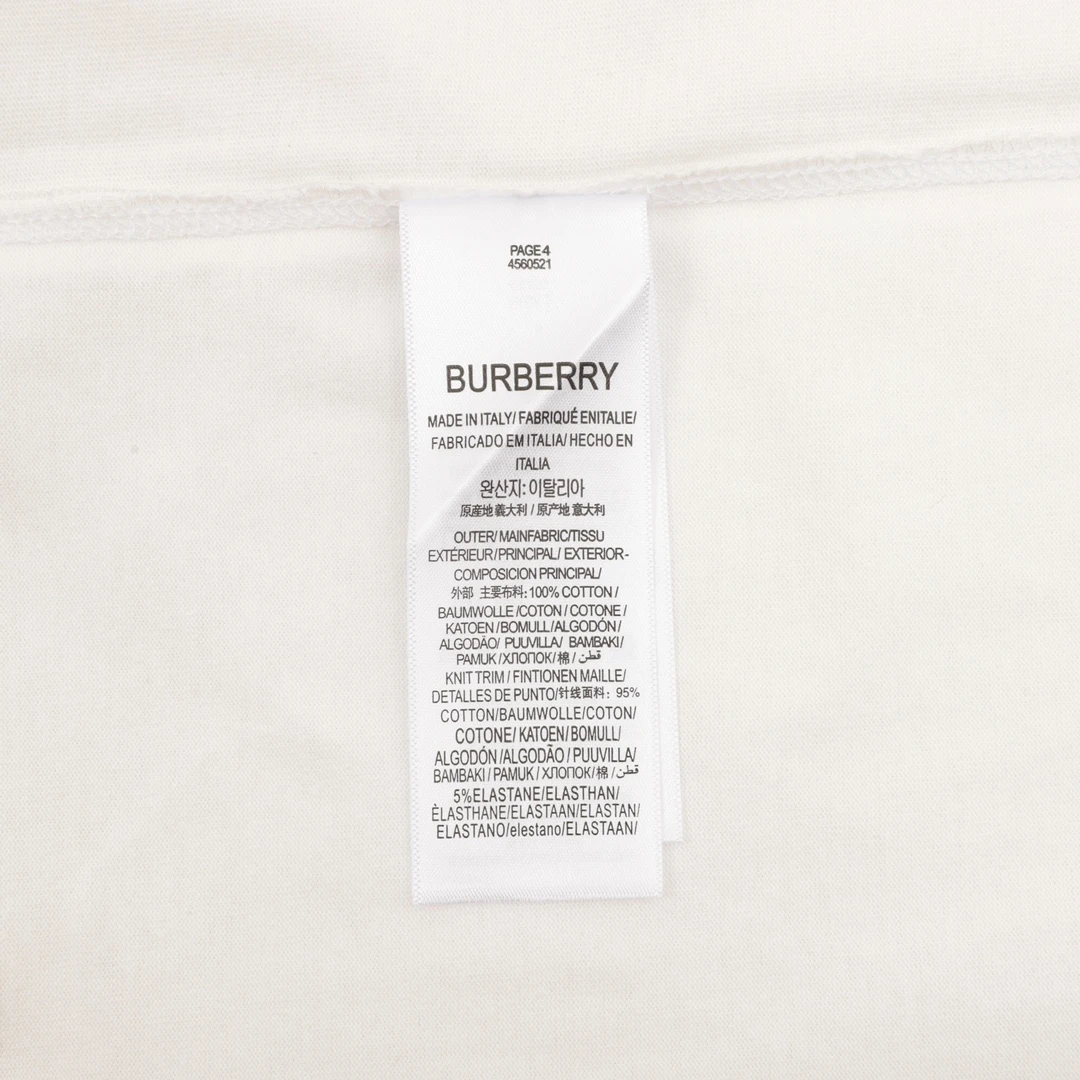 PAGE4
4560521
BURBERRY
MADE IN ITALY/ FABRIQUÉ ENITALIE/
FABRICADO EM ITALIA/ HECHO EN
ITALIA
완산지: 이탈리아
原産地 義大利 / 原产地 意大利
OUTER/ MAINFABRIC/TISSU
EXTÉRIEUR/PRINCIPAL/ EXTERIOR-
COMPOSICION PRINCIPAL/
外部 主要布料: 100% COTTON /
BAUMWOLLE /COTON / COTONE /
KATOEN /BOMULL/ALGODÓN/
ALGODÃO/ PUUVILLA/ BAMBAKI/
PAMUK /ХЛОПОК/棉/ قطن
KNIT TRIM / FINTIONEN MAILLE/
DETALLES DE PUNTO/针线面料: 95%
COTTON/BAUMWOLLE/COTON/
COTONE/ KATOEN/ BOMULL/
ALGODÓN /ALGODÃO / PUUVILLA/
BAMBAKI / PAMUK / ХЛОПОК/棉 / قطن
5%ELASTANE/ELASTHAN/
ÈLASTHANE/ELASTAAN/ELASTAN/
ELASTANO/elestano/ELASTAAN/